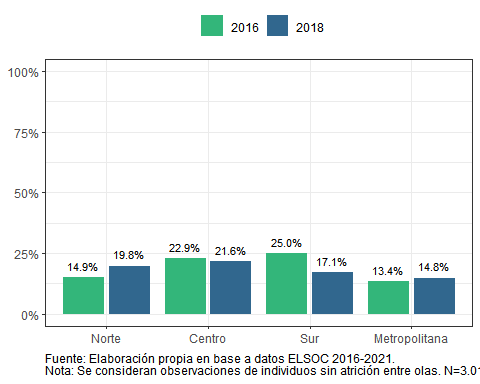 2016 2018
100%
75%
50%
25%
0%
14.9% 19.8% 22.9% 21.6% 25.0% 17.1% 13.4% 14.8%
Norte Centro Sur Metropolitana
Fuente: Elaboración propia en base a datos ELSOC 2016-2021.
Nota: Se consideran observaciones de individuos sin atrición entre olas.